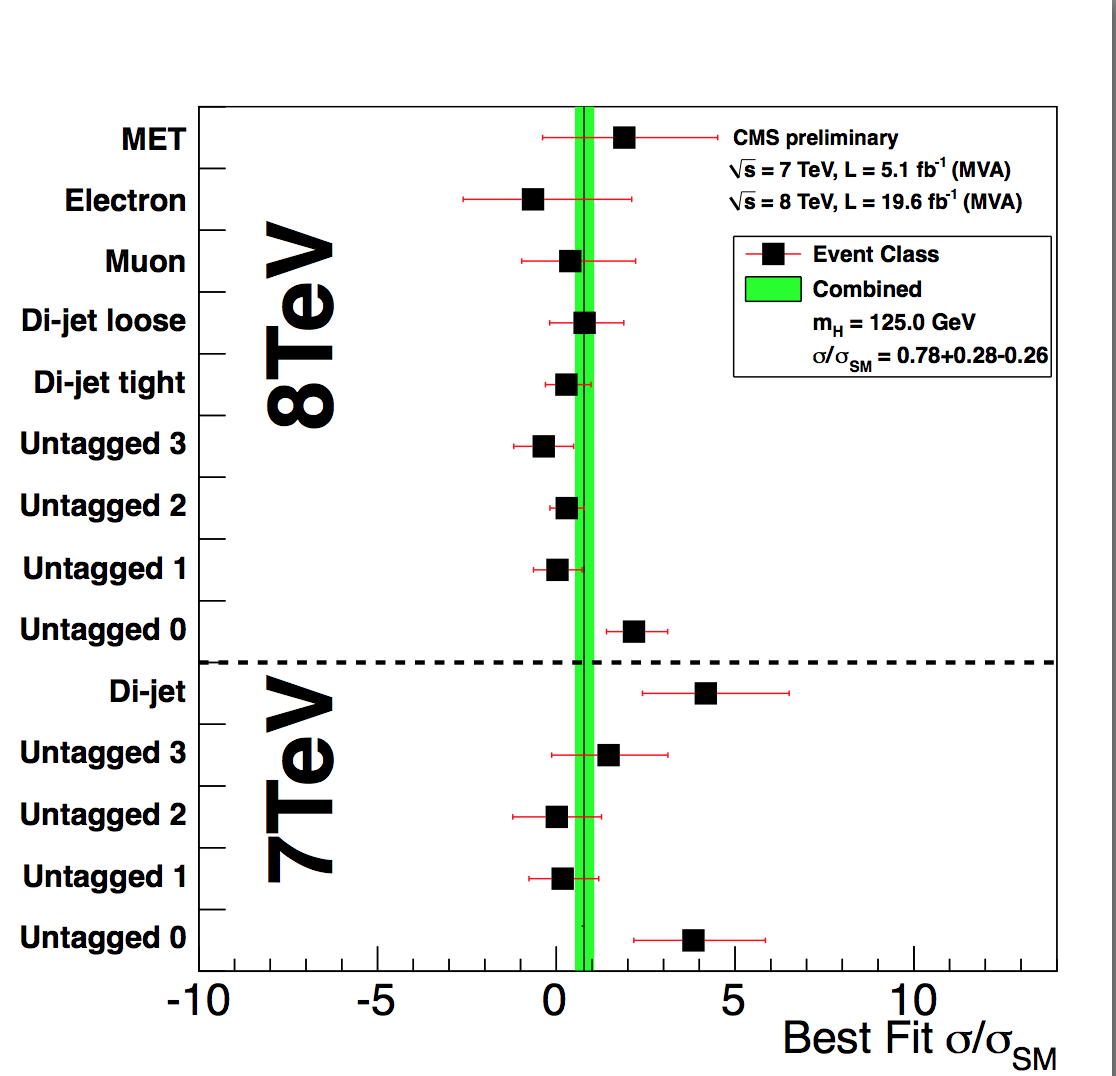 MET
Electron
Muon
Di-jet loose
Di-jet tight
Untagged 3
Untagged 2
Untagged 1
Untagged 0
Di-jet
Untagged 3
Untagged 2
Untagged 1
Untagged 0
8TeV
7TeV
CMS preliminary
√s = 7 TeV, L = 5.1 fb⁻¹ (MVA)
√s = 8 TeV, L = 19.6 fb⁻¹ (MVA)
Event Class
Combined
m_H = 125.0 GeV
σ/σ_SM = 0.78+0.28-0.26
-10 -5 0 5 10
Best Fit σ/σ_SM